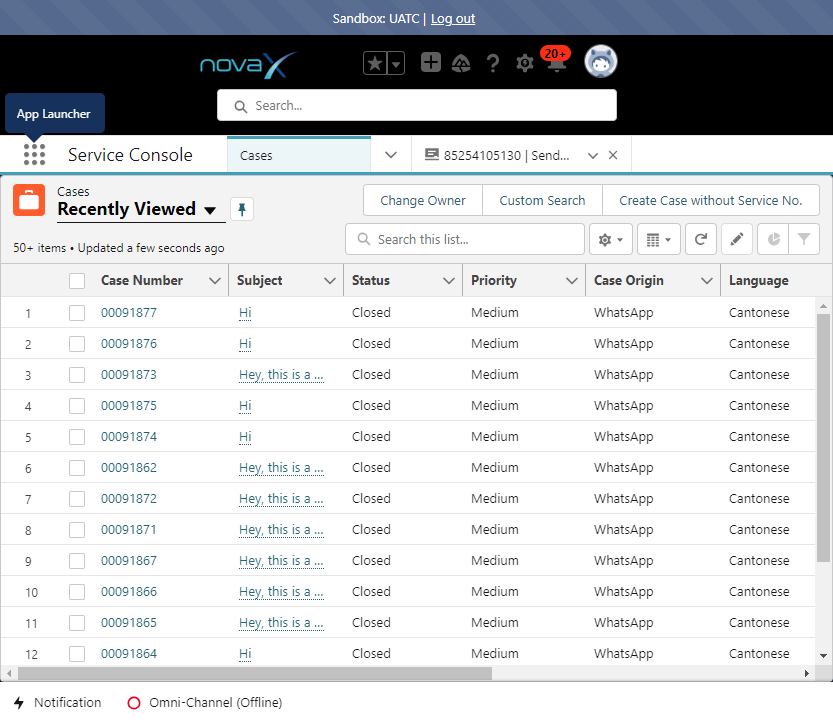 Sandbox: UATC | Log out
novaX
20+
Search...
App Launcher
Service Console
Cases
85254105130 | Send...
Cases
Recently Viewed
Change Owner
Custom Search
Create Case without Service No.
50+ items • Updated a few seconds ago
Search this list...
Case Number Subject Status Priority Case Origin Language
1 00091877 Hi Closed Medium WhatsApp Cantonese
2 00091876 Hi Closed Medium WhatsApp Cantonese
3 00091873 Hey, this is a ... Closed Medium WhatsApp Cantonese
4 00091875 Hi Closed Medium WhatsApp Cantonese
5 00091874 Hi Closed Medium WhatsApp Cantonese
6 00091862 Hey, this is a ... Closed Medium WhatsApp Cantonese
7 00091872 Hey, this is a ... Closed Medium WhatsApp Cantonese
8 00091871 Hey, this is a ... Closed Medium WhatsApp Cantonese
9 00091867 Hey, this is a ... Closed Medium WhatsApp Cantonese
10 00091866 Hey, this is a ... Closed Medium WhatsApp Cantonese
11 00091865 Hey, this is a ... Closed Medium WhatsApp Cantonese
12 00091864 Hi Closed Medium WhatsApp Cantonese
Notification
Omni-Channel (Offline)